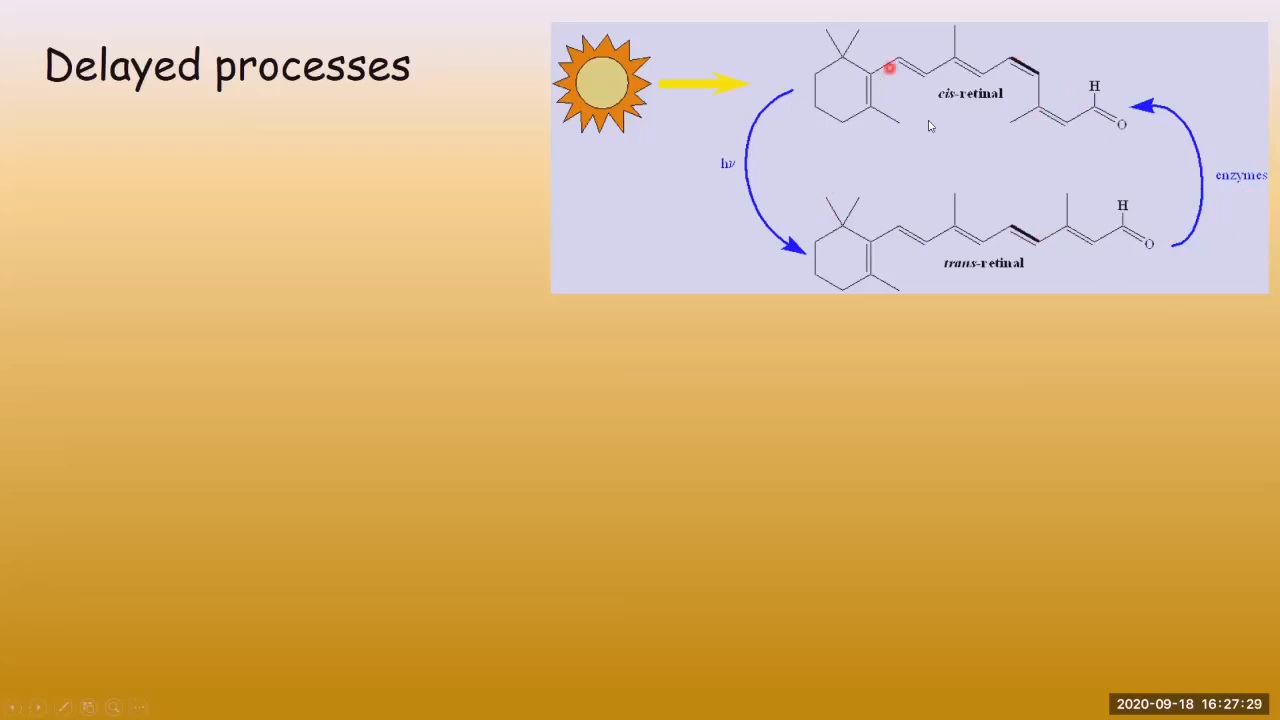 Delayed processes
H
cis-retinal
O
hν
enzymes
H
O
trans-retinal
2020-09-18 16:27:29